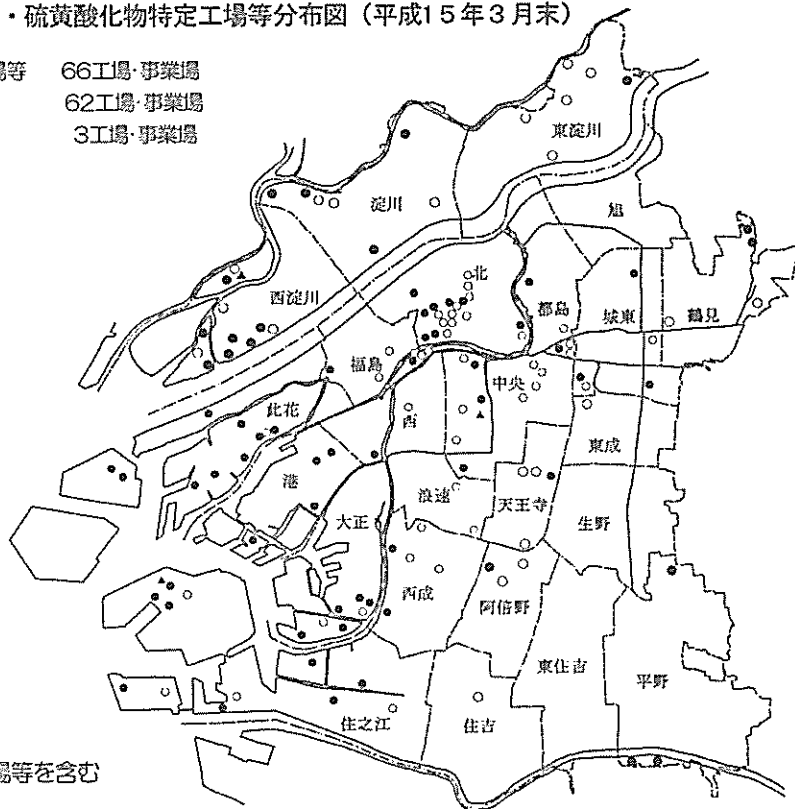 ・硫黄酸化物特定工場等分布図（平成15年3月末）
場等　66工場·事業場
62工場·事業場
3工場·事業場
東淀川
淀川
旭
北
西淀川
都島
城東
鶴見
福島
中央
此花
西
東成
港
浪速
天王寺
大正
生野
西成
阿倍野
東住吉
平野
住之江
住吉
場等を含む